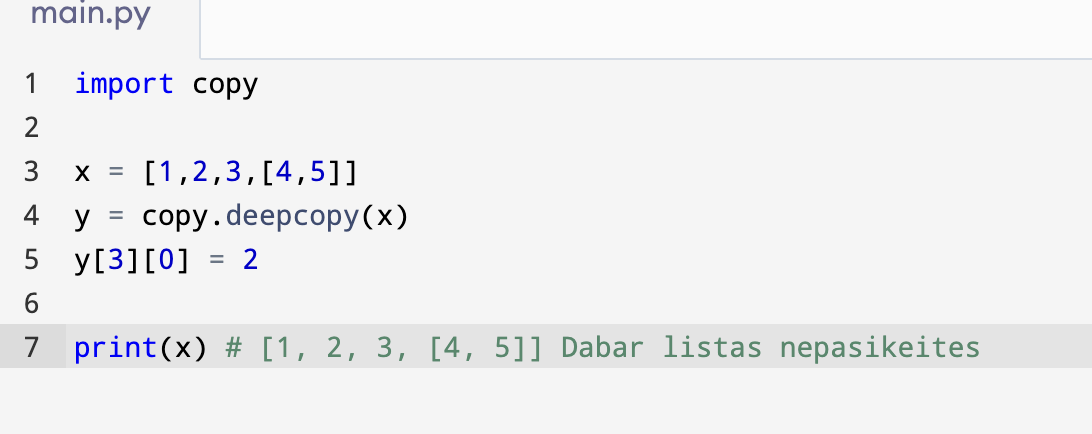 main.py
1 import copy
2
3 x = [1,2,3,[4,5]]
4 y = copy.deepcopy(x)
5 y[3][0] = 2
6
7 print(x) # [1, 2, 3, [4, 5]] Dabar listas nepasikeites